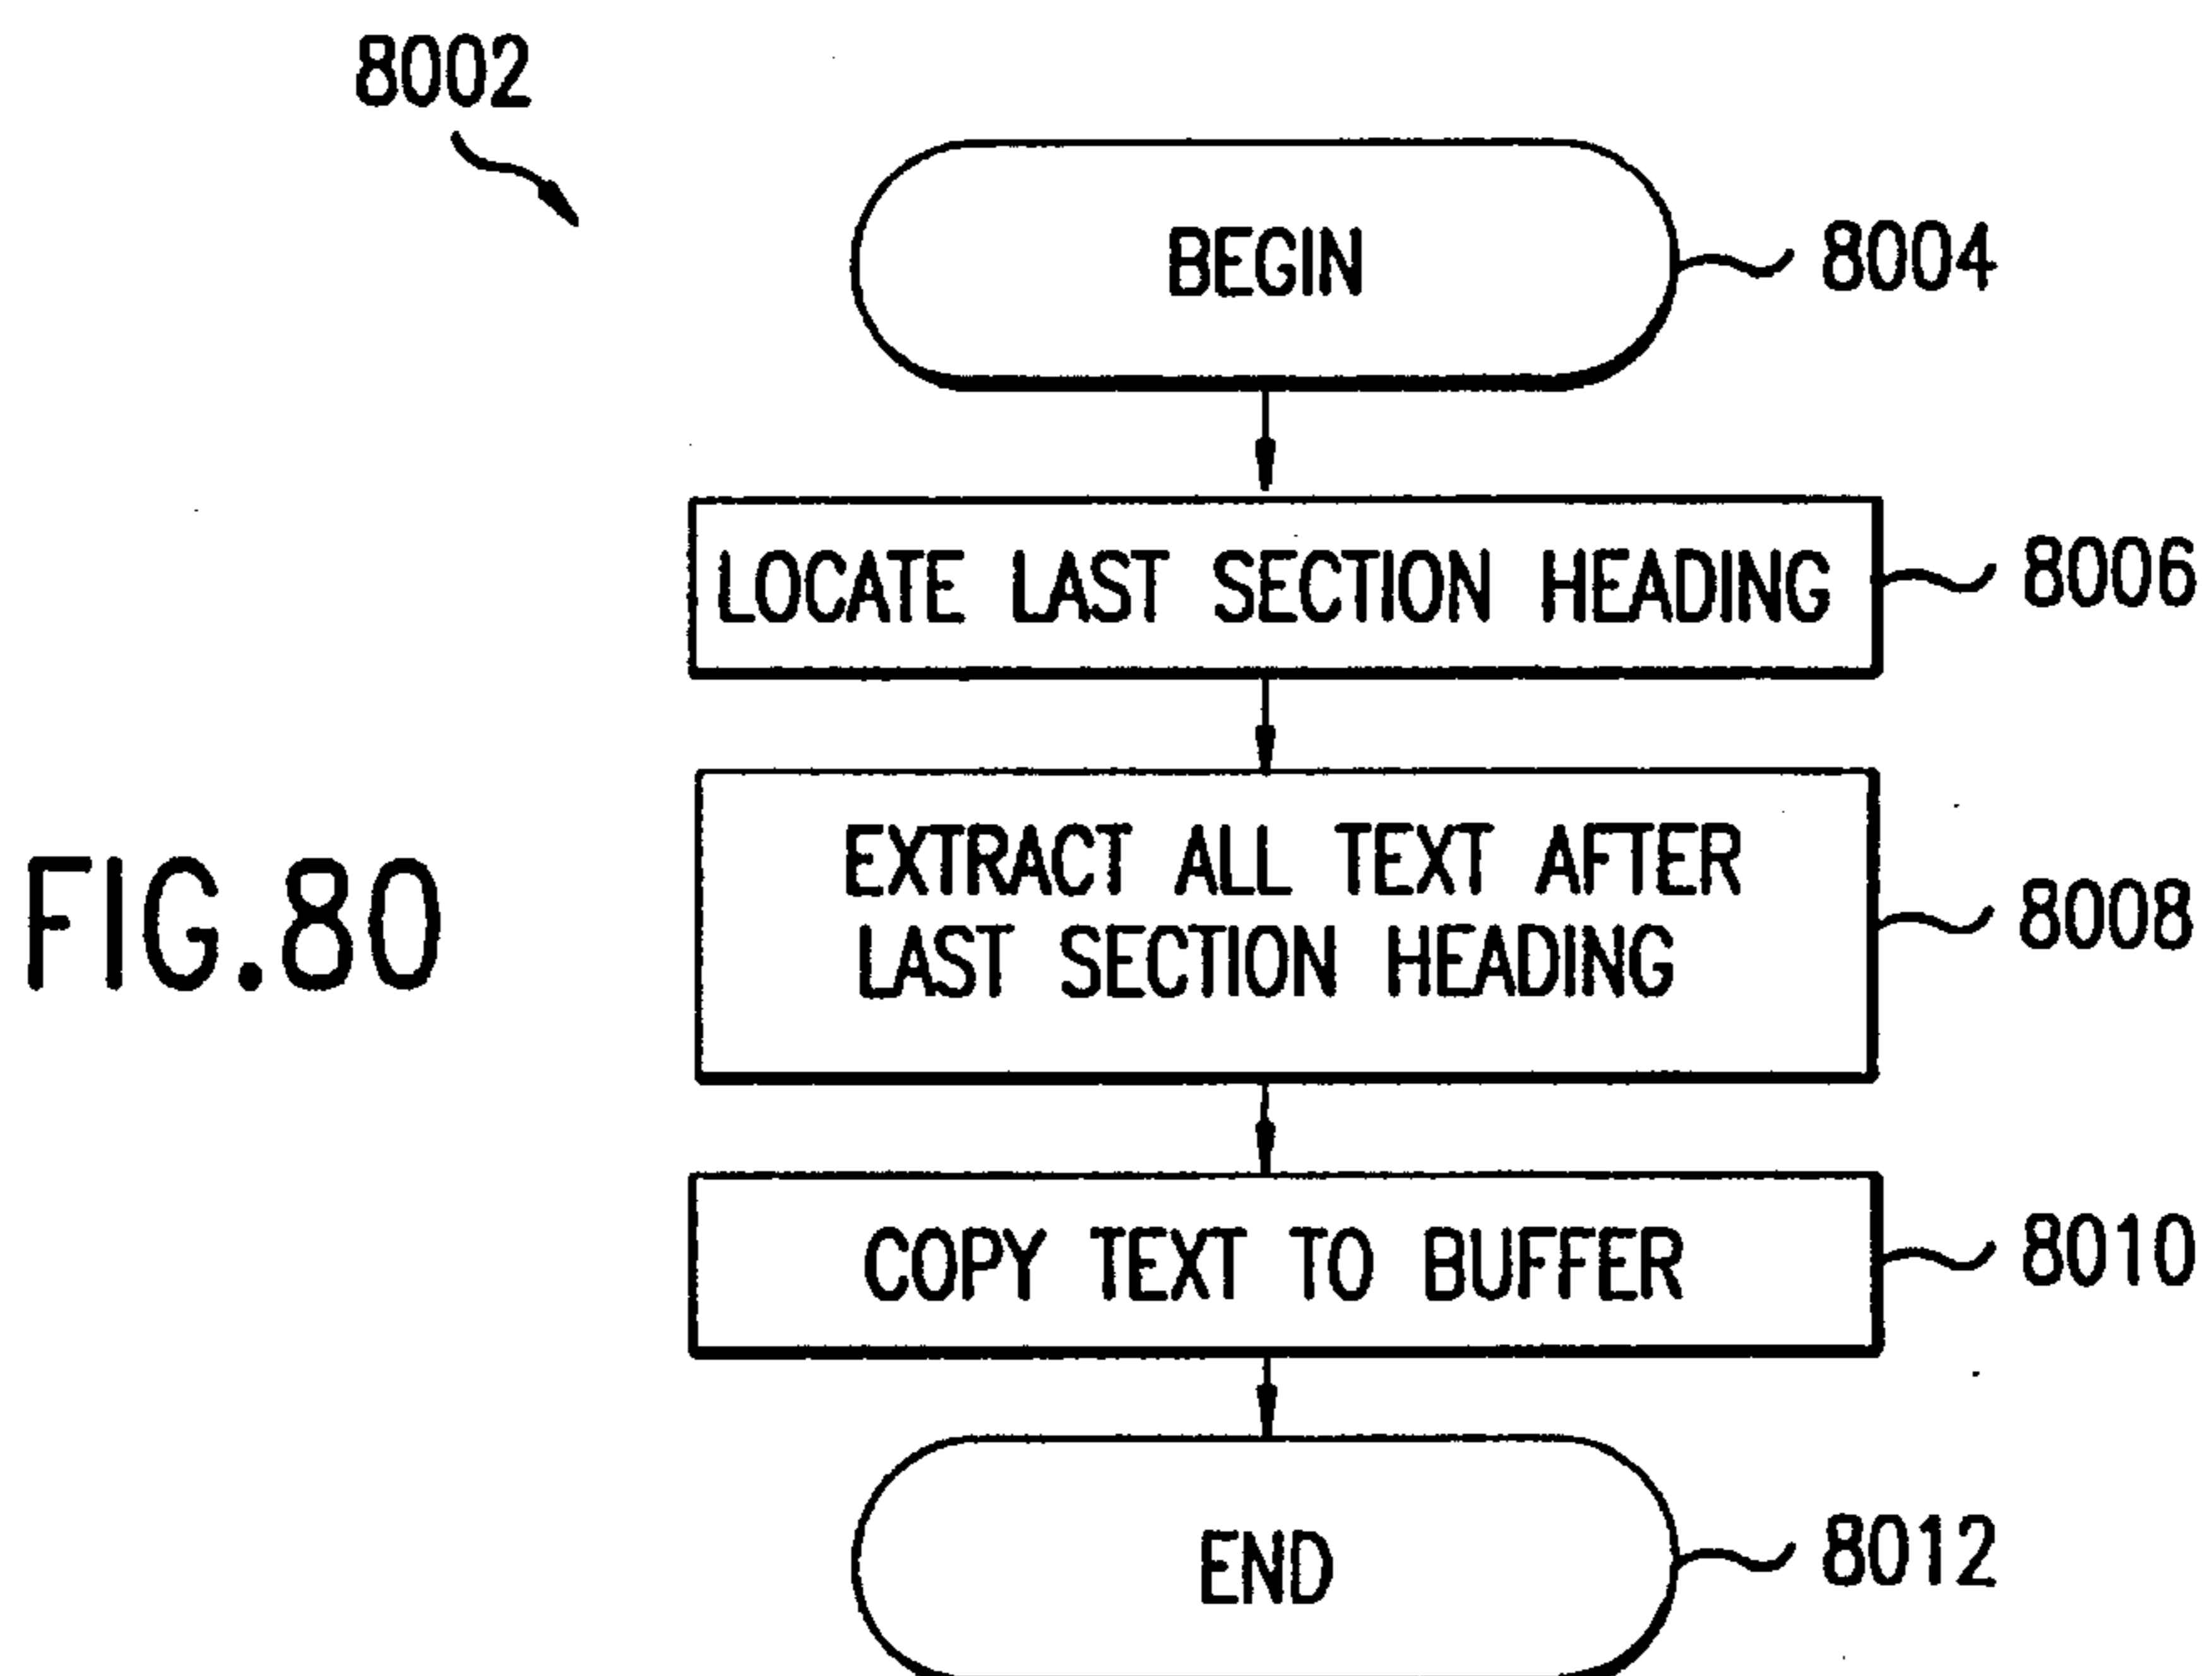 8002
BEGIN
8004
LOCATE LAST SECTION HEADING
8006
EXTRACT ALL TEXT AFTER
LAST SECTION HEADING
8008
FIG.80
COPY TEXT TO BUFFER
8010
END
8012